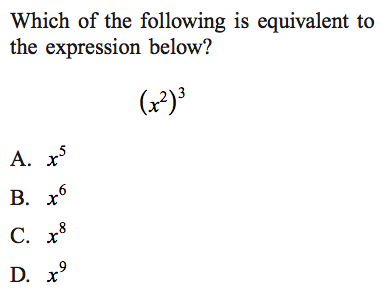 Which of the following is equivalent to
the expression below?
(x²)³
A. x⁵
B. x⁶
C. x⁸
D. x⁹